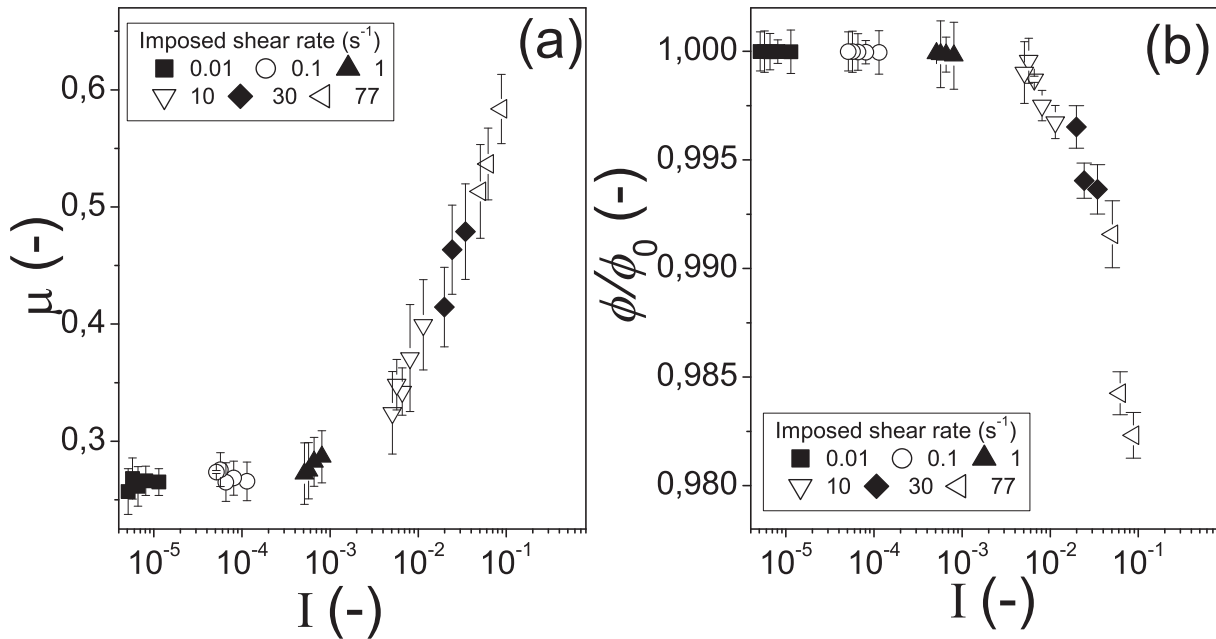 (a)
Imposed shear rate (s⁻¹)
0.01 0.1 1
10 30 77
0,6
0,5
0,4
0,3
μ (-)
10⁻⁵ 10⁻⁴ 10⁻³ 10⁻² 10⁻¹
I (-)
(b)
1,000
0,995
0,990
0,985
0,980
ϕ/ϕ₀ (-)
Imposed shear rate (s⁻¹)
0.01 0.1 1
10 30 77
10⁻⁵ 10⁻⁴ 10⁻³ 10⁻² 10⁻¹
I (-)